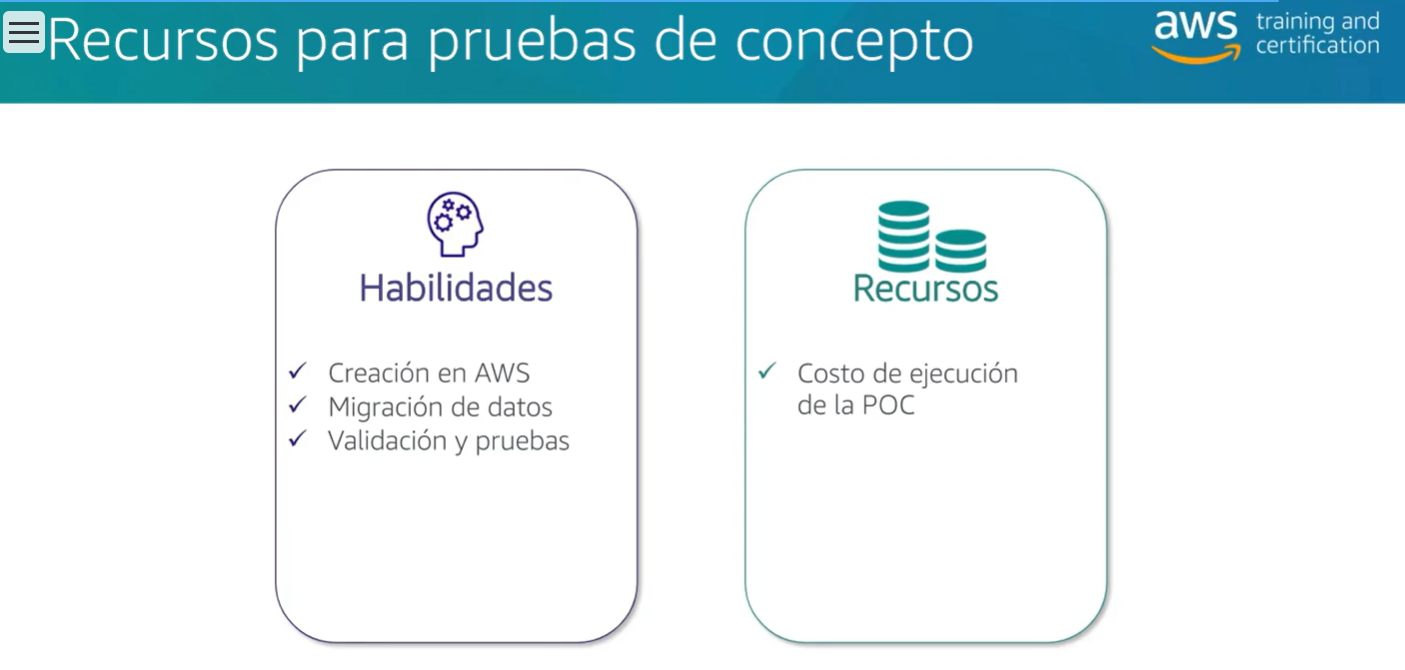 Recursos para pruebas de concepto
aws training and
certification
Habilidades
✓ Creación en AWS
✓ Migración de datos
✓ Validación y pruebas
Recursos
✓ Costo de ejecución
de la POC